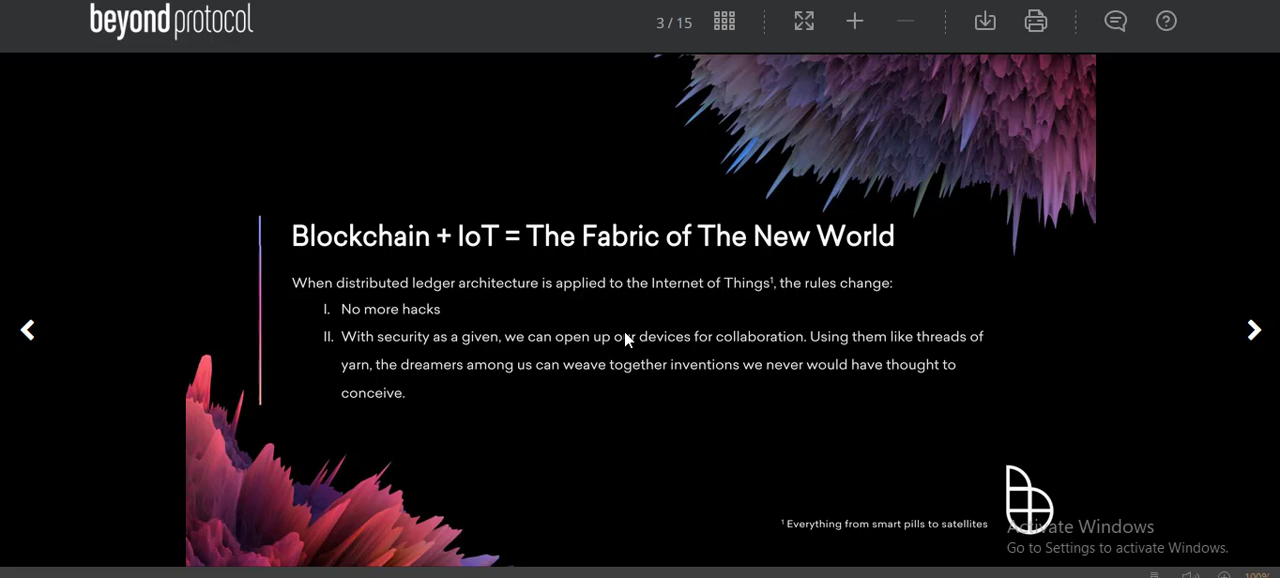 beyond protocol
3 / 15
Blockchain + IoT = The Fabric of The New World
When distributed ledger architecture is applied to the Internet of Things¹, the rules change:
I. No more hacks
II. With security as a given, we can open up our devices for collaboration. Using them like threads of
yarn, the dreamers among us can weave together inventions we never would have thought to
conceive.
¹ Everything from smart pills to satellites
Activate Windows
Go to Settings to activate Windows.
100%